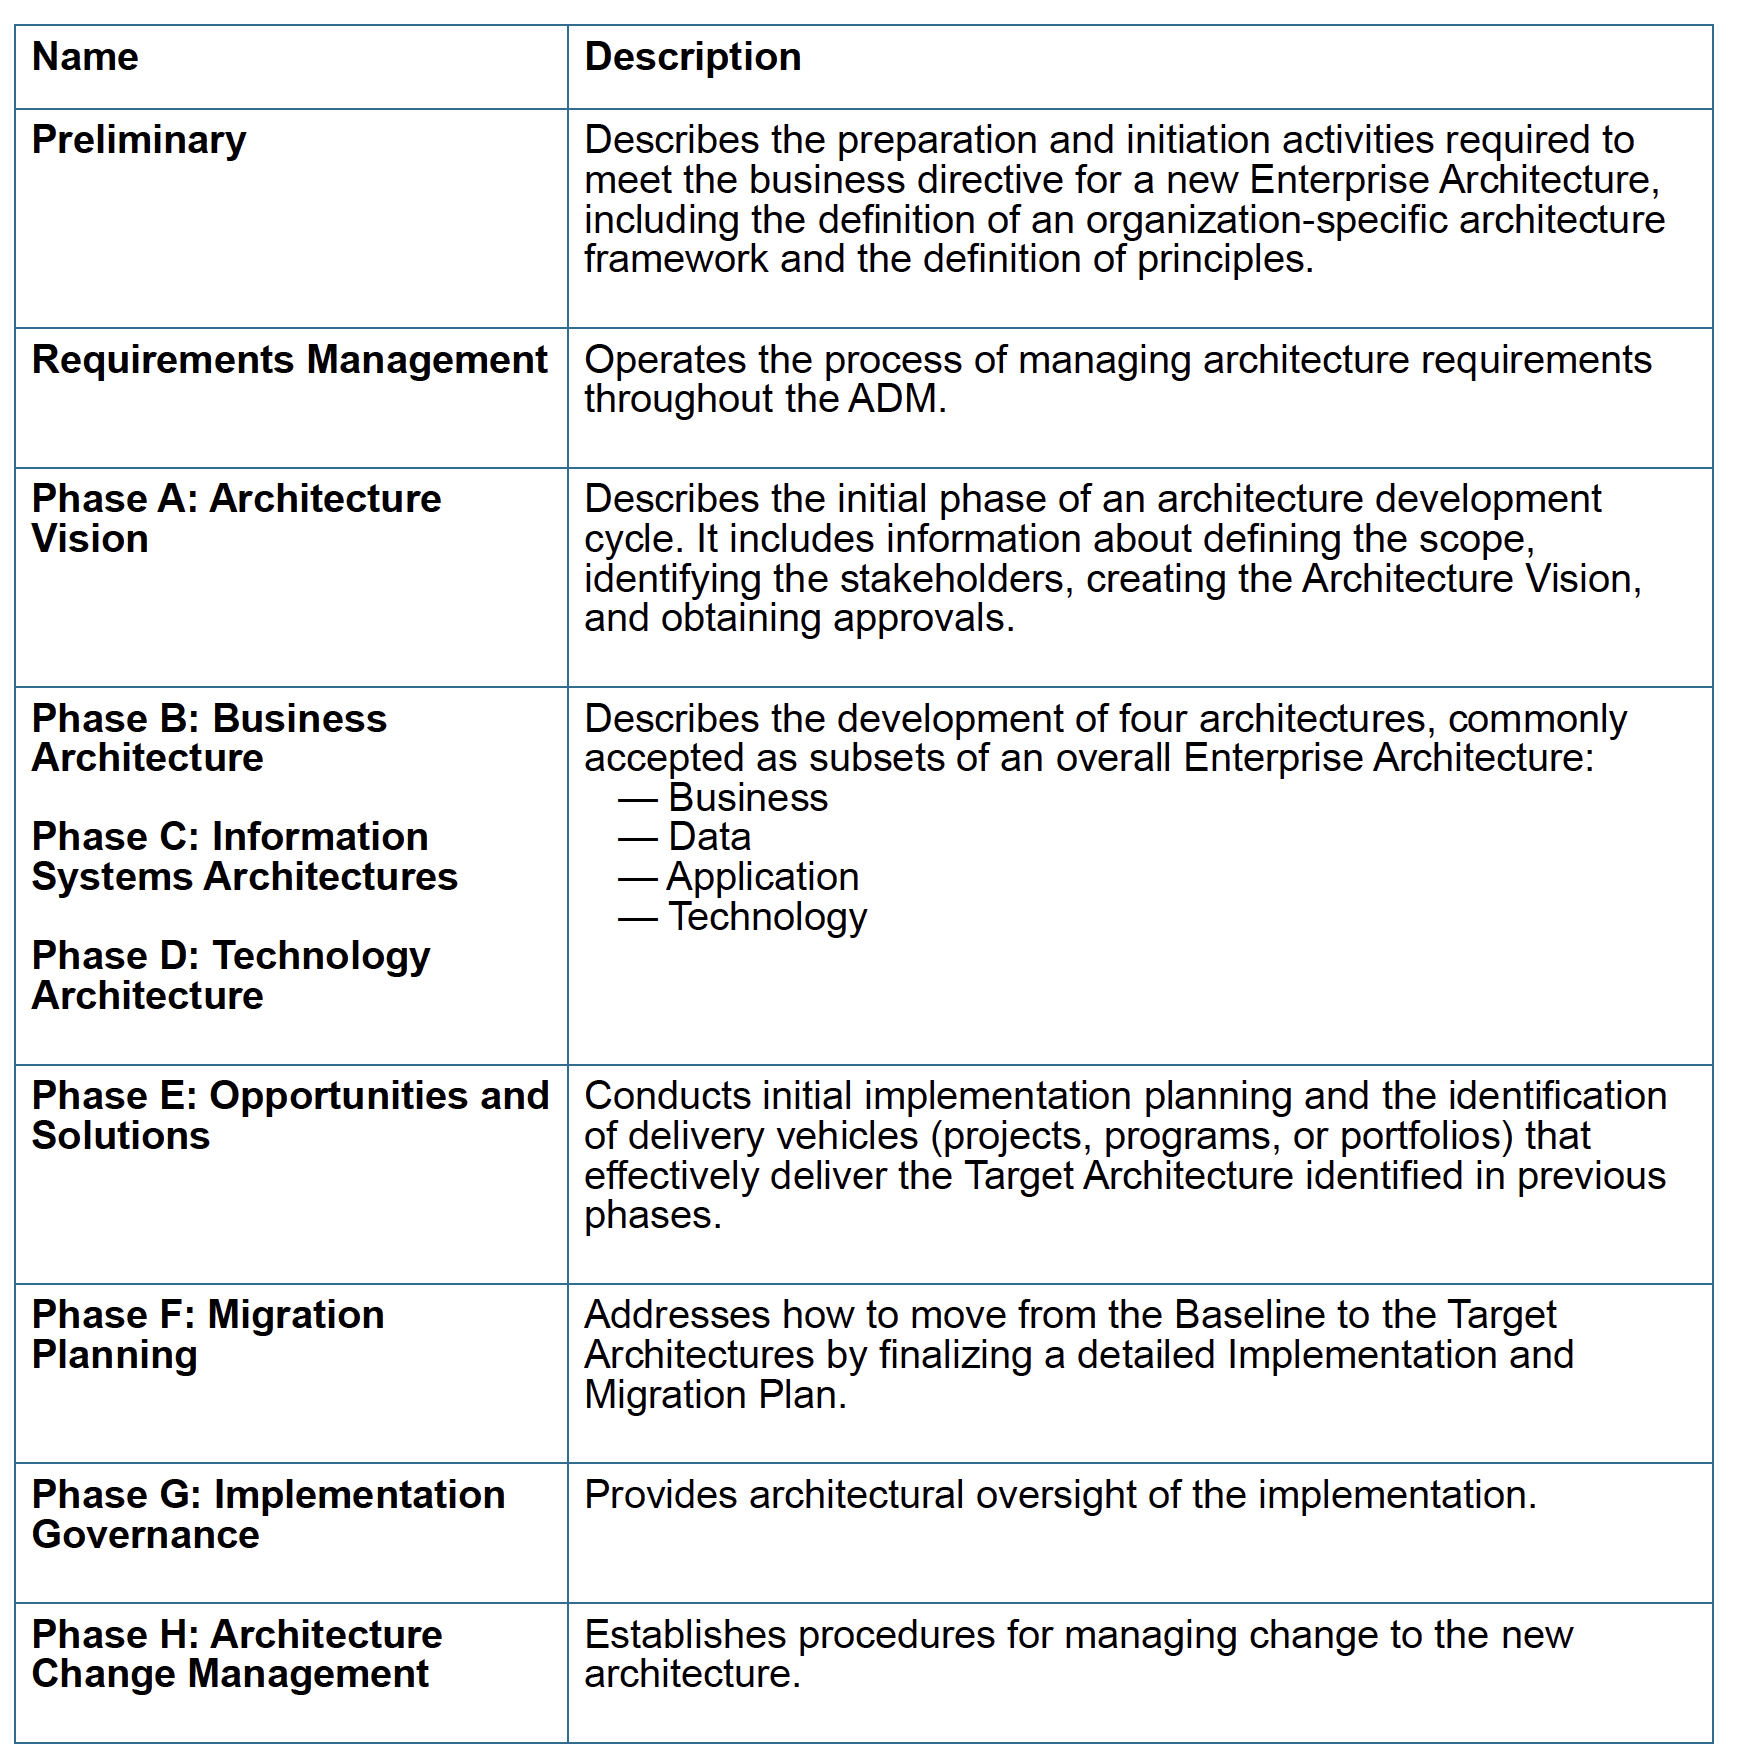 Name
Description
Preliminary
Describes the preparation and initiation activities required to
meet the business directive for a new Enterprise Architecture,
including the definition of an organization-specific architecture
framework and the definition of principles.
Requirements Management
Operates the process of managing architecture requirements
throughout the ADM.
Phase A: Architecture
Vision
Describes the initial phase of an architecture development
cycle. It includes information about defining the scope,
identifying the stakeholders, creating the Architecture Vision,
and obtaining approvals.
Phase B: Business
Architecture
Phase C: Information
Systems Architectures
Phase D: Technology
Architecture
Describes the development of four architectures, commonly
accepted as subsets of an overall Enterprise Architecture:
— Business
— Data
— Application
— Technology
Phase E: Opportunities and
Solutions
Conducts initial implementation planning and the identification
of delivery vehicles (projects, programs, or portfolios) that
effectively deliver the Target Architecture identified in previous
phases.
Phase F: Migration
Planning
Addresses how to move from the Baseline to the Target
Architectures by finalizing a detailed Implementation and
Migration Plan.
Phase G: Implementation
Governance
Provides architectural oversight of the implementation.
Phase H: Architecture
Change Management
Establishes procedures for managing change to the new
architecture.